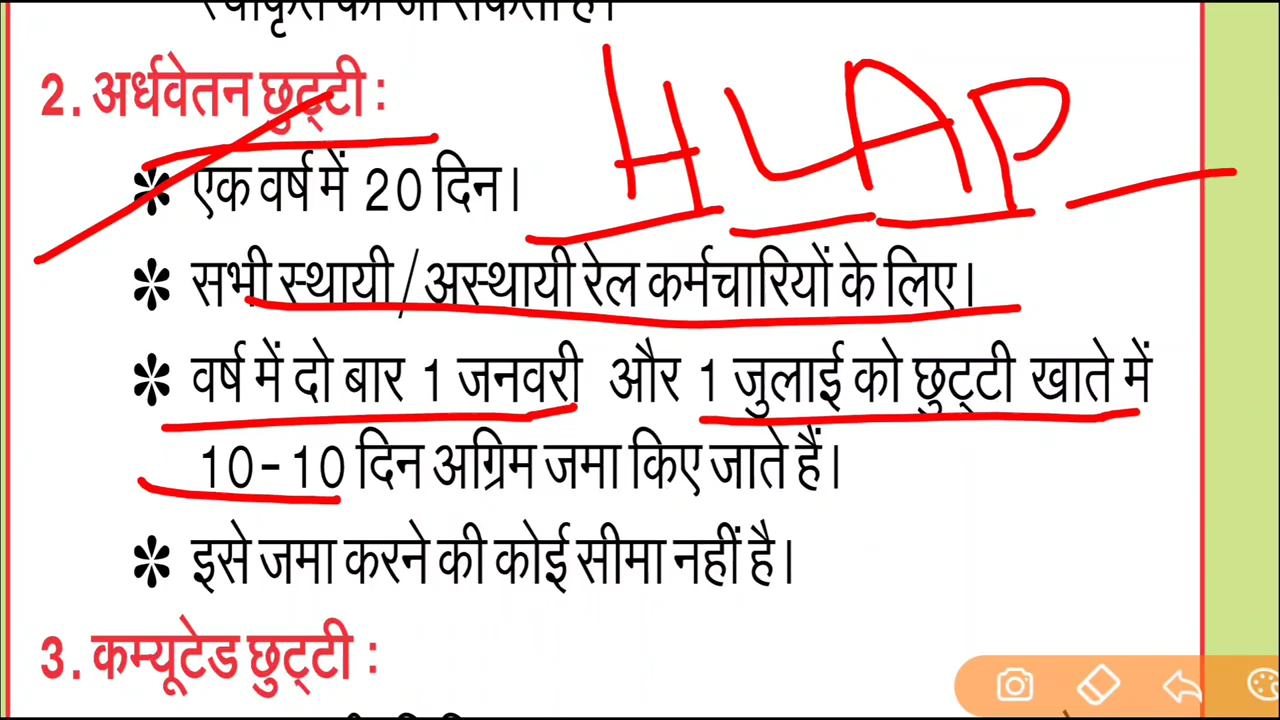 2. अर्धवेतन छुट्टी :
HLAP
* एक वर्ष में 20 दिन।
* सभी स्थायी/अस्थायी रेल कर्मचारियों के लिए।
* वर्ष में दो बार 1 जनवरी और 1 जुलाई को छुट्टी खाते में
10-10 दिन अग्रिम जमा किए जाते हैं।
* इसे जमा करने की कोई सीमा नहीं है।
3. कम्यूटेड छुट्टी :